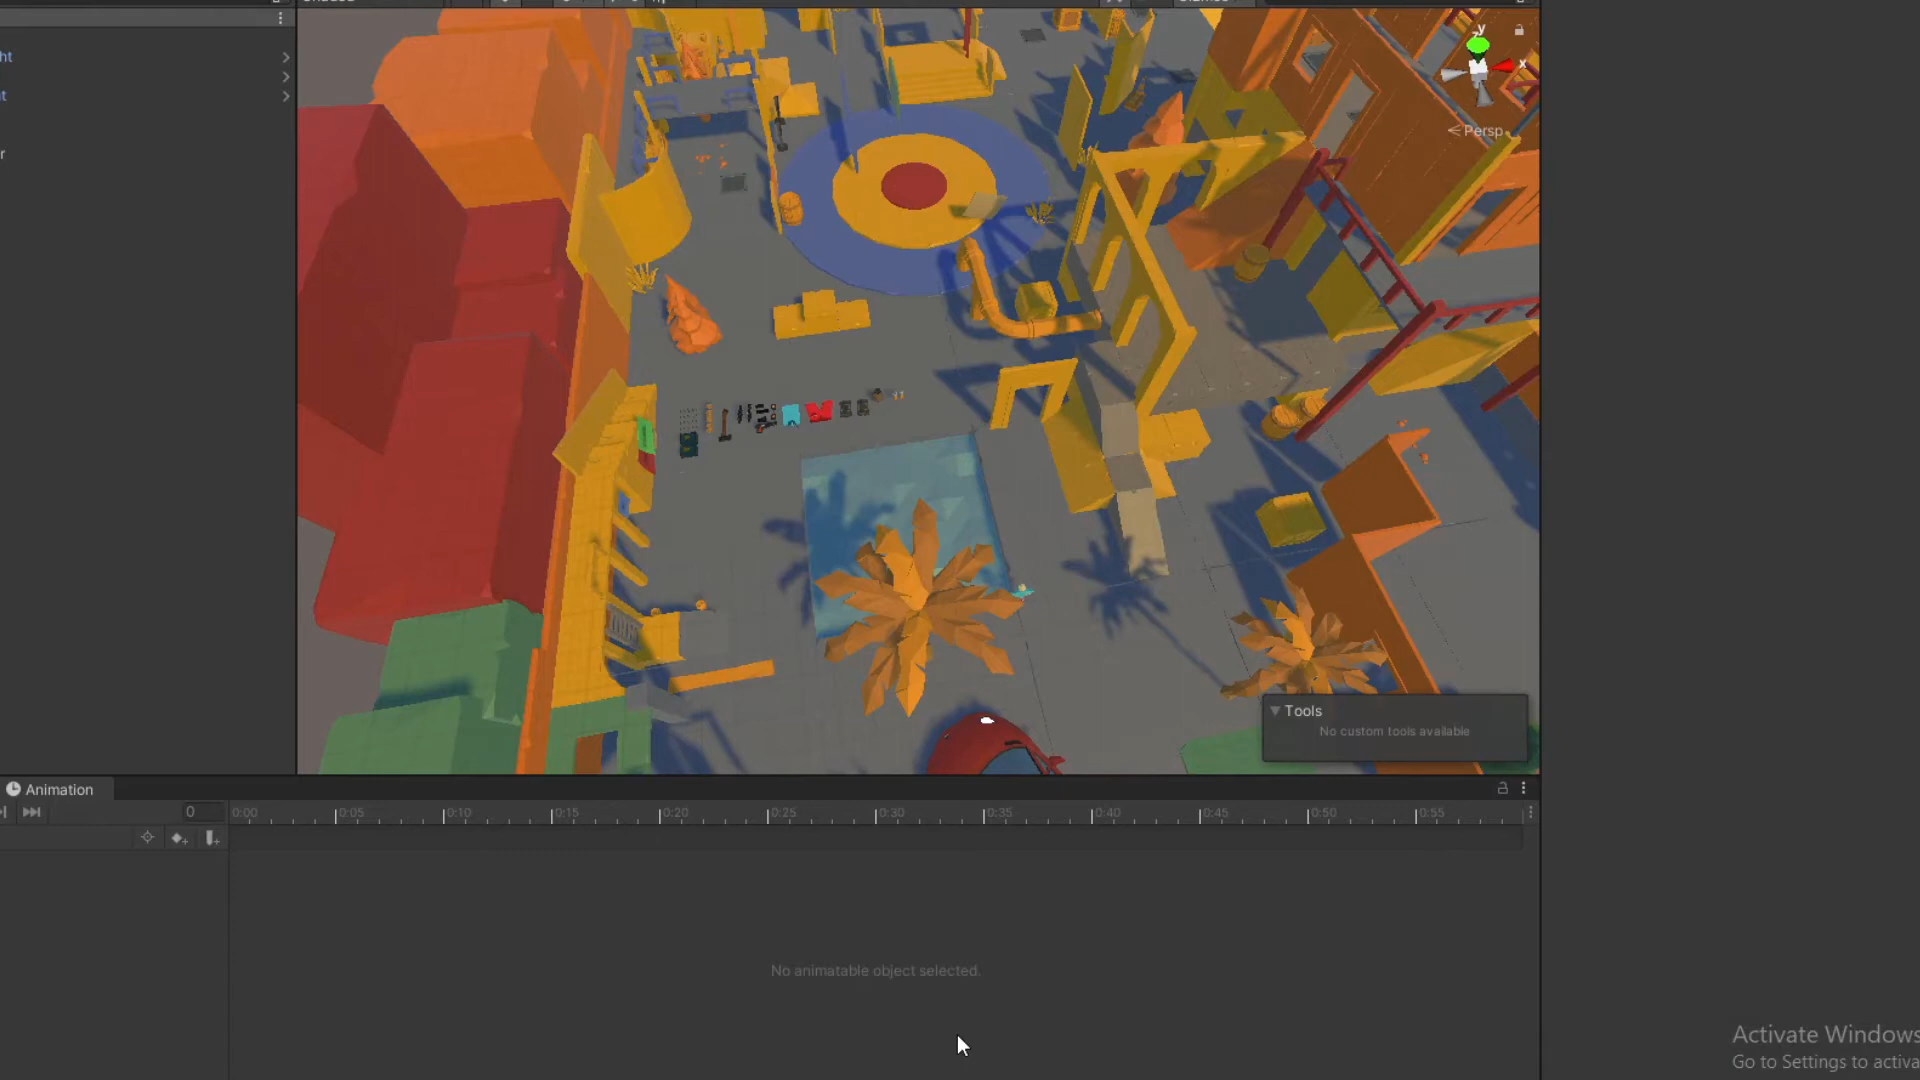 ht
t
r
y
x
Persp
Tools
No custom tools available
Animation
0
0:00
0:05
0:10
0:15
0:20
0:25
0:30
0:35
0:40
0:45
0:50
0:55
No animatable object selected.
Activate Windows
Go to Settings to activa